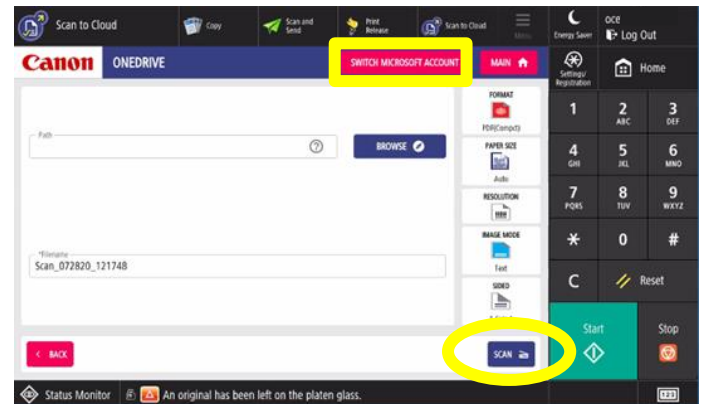 Scan to Cloud
Copy
Scan and Send
Print Release
Scan to Cloud
Menu
Energy Saver
oce
Log Out
Canon
ONEDRIVE
SWITCH MICROSOFT ACCOUNT
MAIN
Settings/
Registration
Home
FORMAT
PDF(Compct)
Path
BROWSE
PAPER SIZE
Auto
RESOLUTION
IMAGE MODE
Text
*Filename
Scan_072820_121748
SIDED
BACK
SCAN
1
2 ABC
3 DEF
4 GHI
5 JKL
6 MNO
7 PQRS
8 TUV
9 WXYZ
* 0 #
C
Reset
Start
Stop
Status Monitor
An original has been left on the platen glass.
123